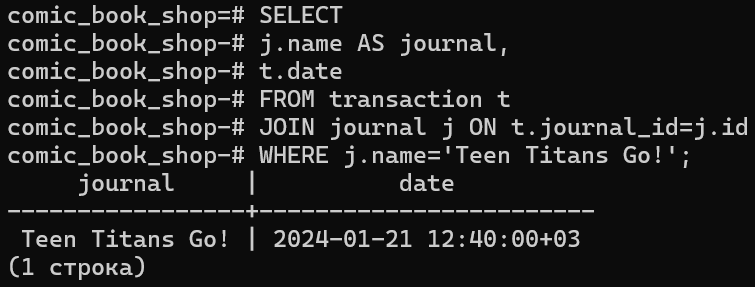 comic_book_shop=# SELECT
comic_book_shop-# j.name AS journal,
comic_book_shop-# t.date
comic_book_shop-# FROM transaction t
comic_book_shop-# JOIN journal j ON t.journal_id=j.id
comic_book_shop-# WHERE j.name='Teen Titans Go!';
     journal     |          date
-----------------+------------------------
 Teen Titans Go! | 2024-01-21 12:40:00+03
(1 строка)